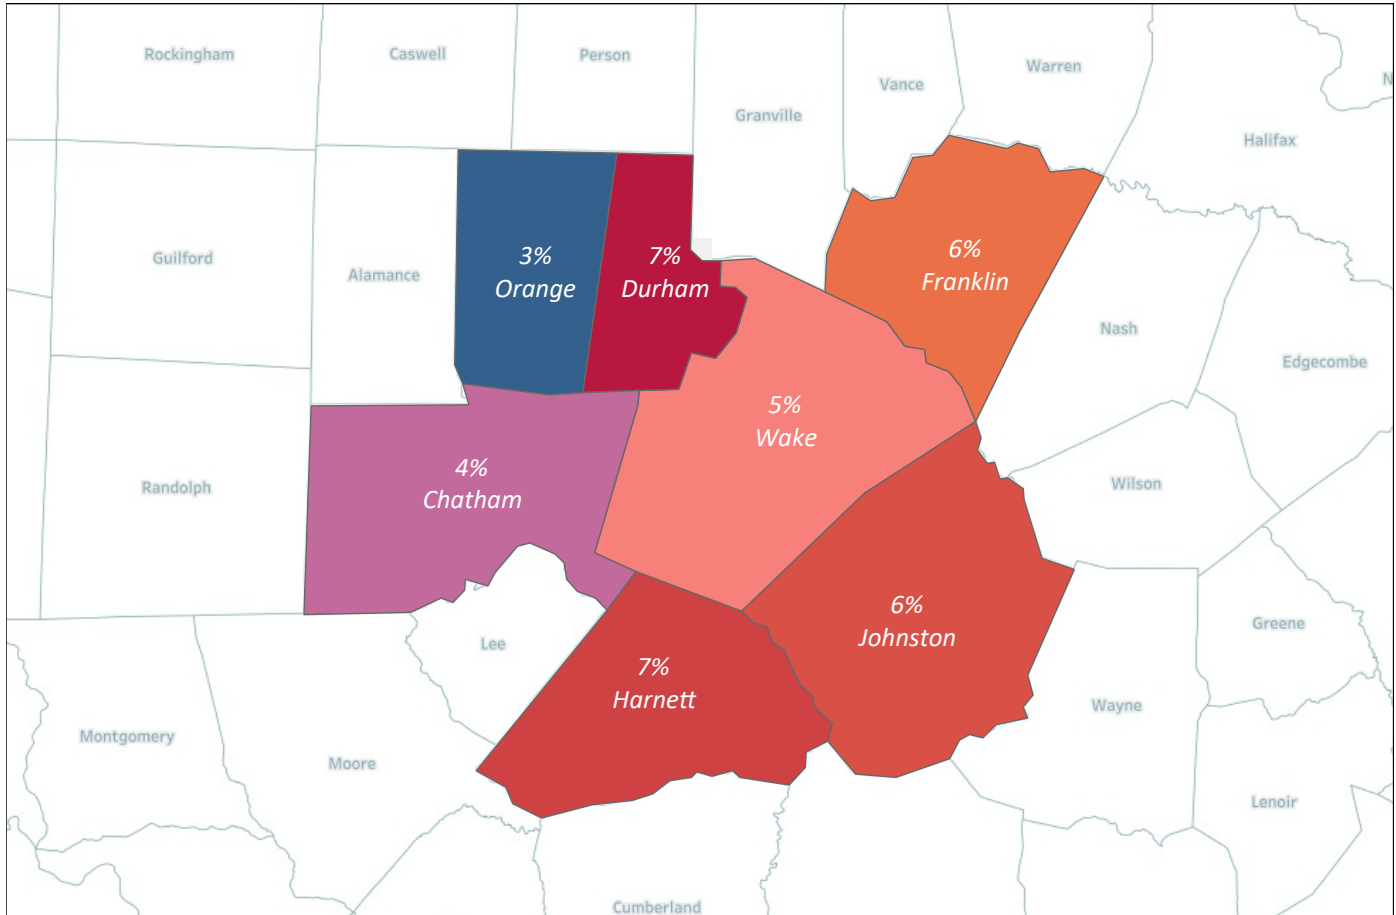 Rockingham
Caswell
Person
Vance
Warren
N
Granville
Halifax
3%
Orange
7%
Durham
6%
Franklin
Guilford
Alamance
Nash
Edgecombe
5%
Wake
4%
Chatham
Randolph
Wilson
6%
Johnston
Greene
Lee
7%
Harnett
Wayne
Montgomery
Moore
Lenoir
Cumberland